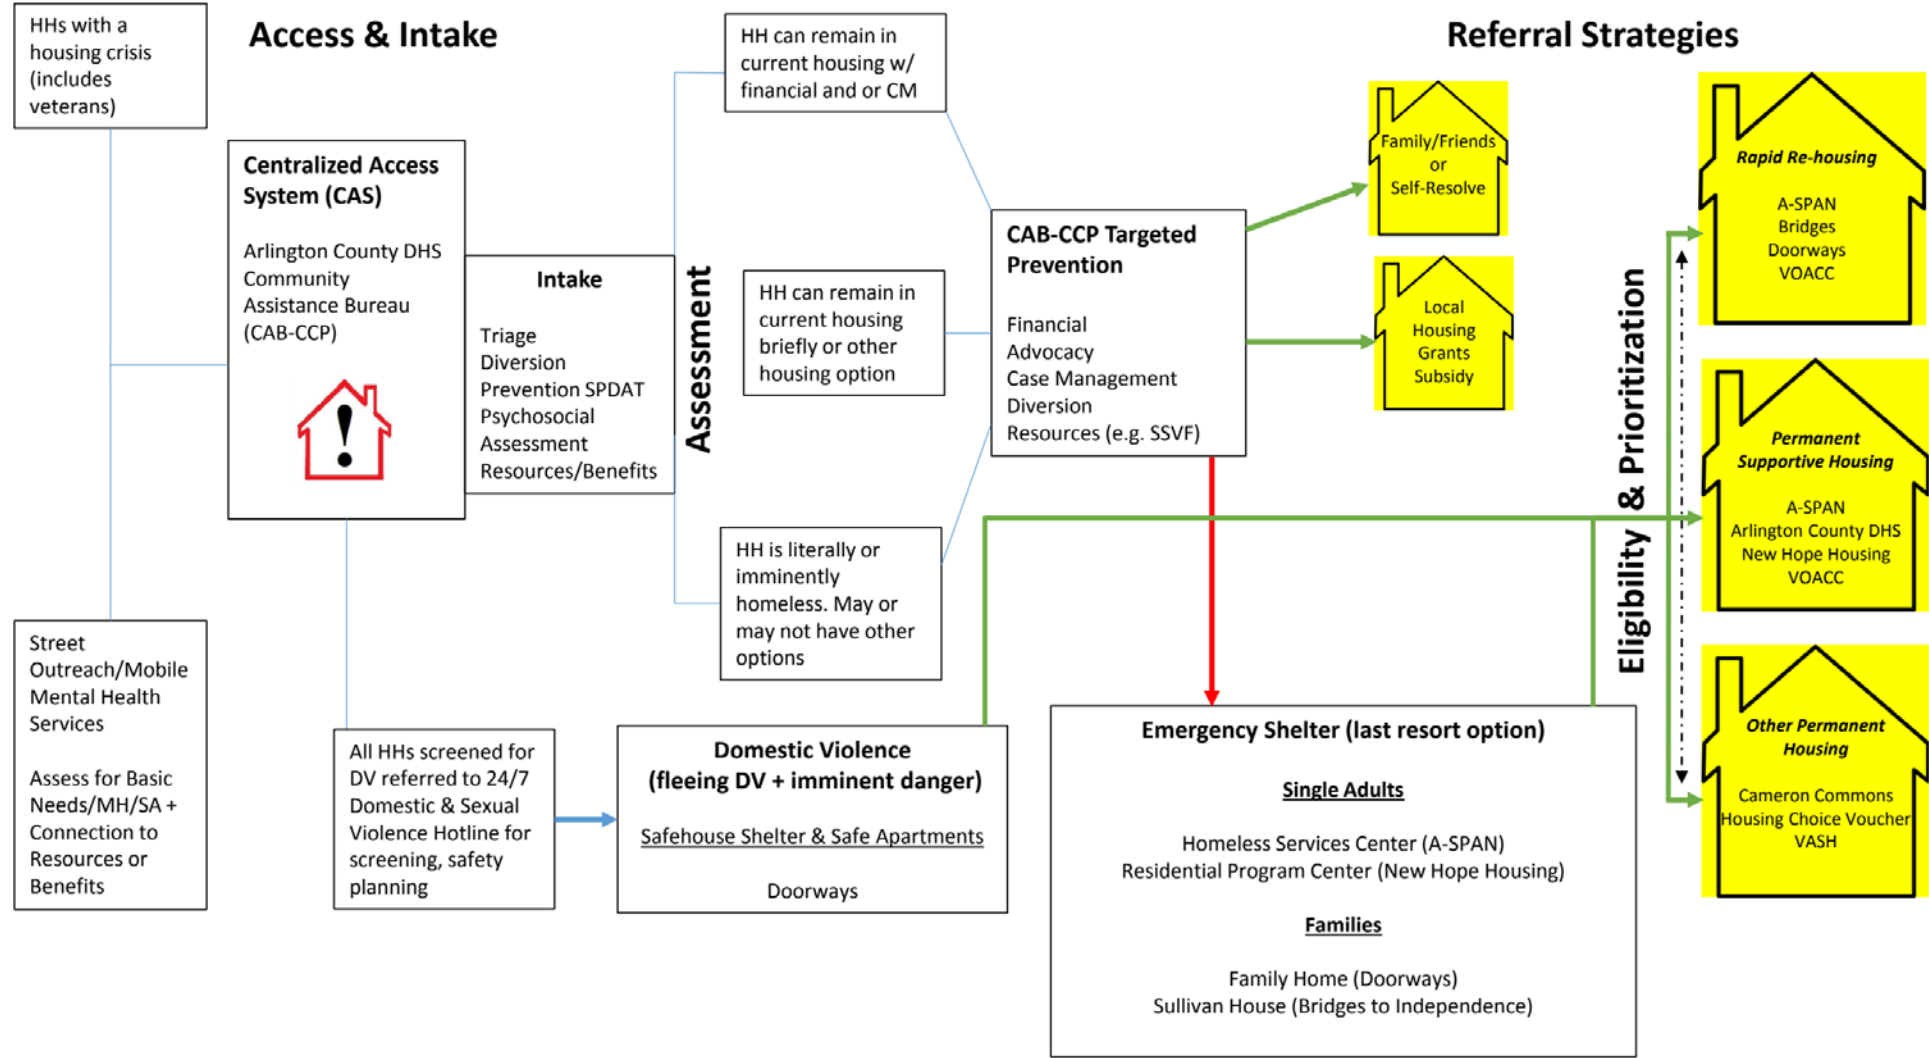 Access & Intake
Referral Strategies
HHs with a
housing crisis
(includes
veterans)
Centralized Access
System (CAS)
Arlington County DHS
Community
Assistance Bureau
(CAB-CCP)
!
Intake
Triage
Diversion
Prevention SPDAT
Psychosocial
Assessment
Resources/Benefits
Assessment
HH can remain in
current housing w/
financial and or CM
HH can remain in
current housing
briefly or other
housing option
HH is literally or
imminently
homeless. May or
may not have other
options
CAB-CCP Targeted
Prevention
Financial
Advocacy
Case Management
Diversion
Resources (e.g. SSVF)
Family/Friends
or
Self-Resolve
Local
Housing
Grants
Subsidy
Eligibility & Prioritization
Rapid Re-housing
A-SPAN
Bridges
Doorways
VOACC
Permanent
Supportive Housing
A-SPAN
Arlington County DHS
New Hope Housing
VOACC
Other Permanent
Housing
Cameron Commons
Housing Choice Voucher
VASH
Street
Outreach/Mobile
Mental Health
Services
Assess for Basic
Needs/MH/SA +
Connection to
Resources or
Benefits
All HHs screened for
DV referred to 24/7
Domestic & Sexual
Violence Hotline for
screening, safety
planning
Domestic Violence
(fleeing DV + imminent danger)
Safehouse Shelter & Safe Apartments
Doorways
Emergency Shelter (last resort option)
Single Adults
Homeless Services Center (A-SPAN)
Residential Program Center (New Hope Housing)
Families
Family Home (Doorways)
Sullivan House (Bridges to Independence)